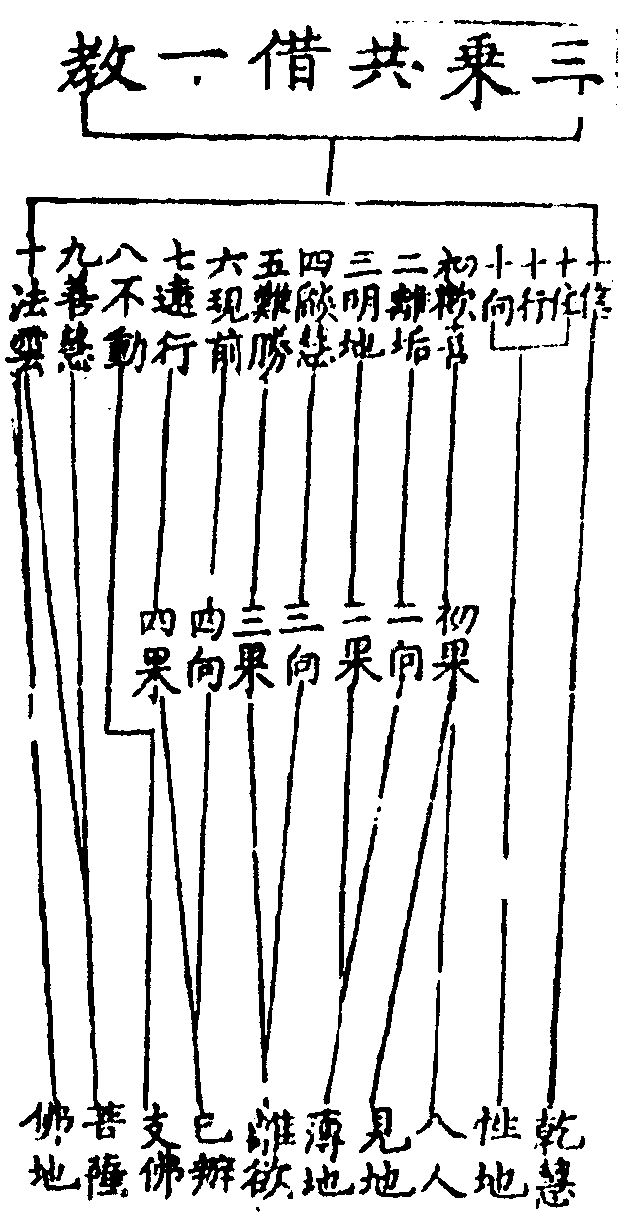 三乘共借一教
十信
十住
十行
十向
初歡喜
二離垢
三明地
四燄慧
五難勝
六現前
七遠行
八不動
九善慧
十法雲
初果
二向
二果
三向
三果
四向
四果
乾慧
性地
八人
見地
薄地
離欲
已辦
支佛
菩薩
佛地